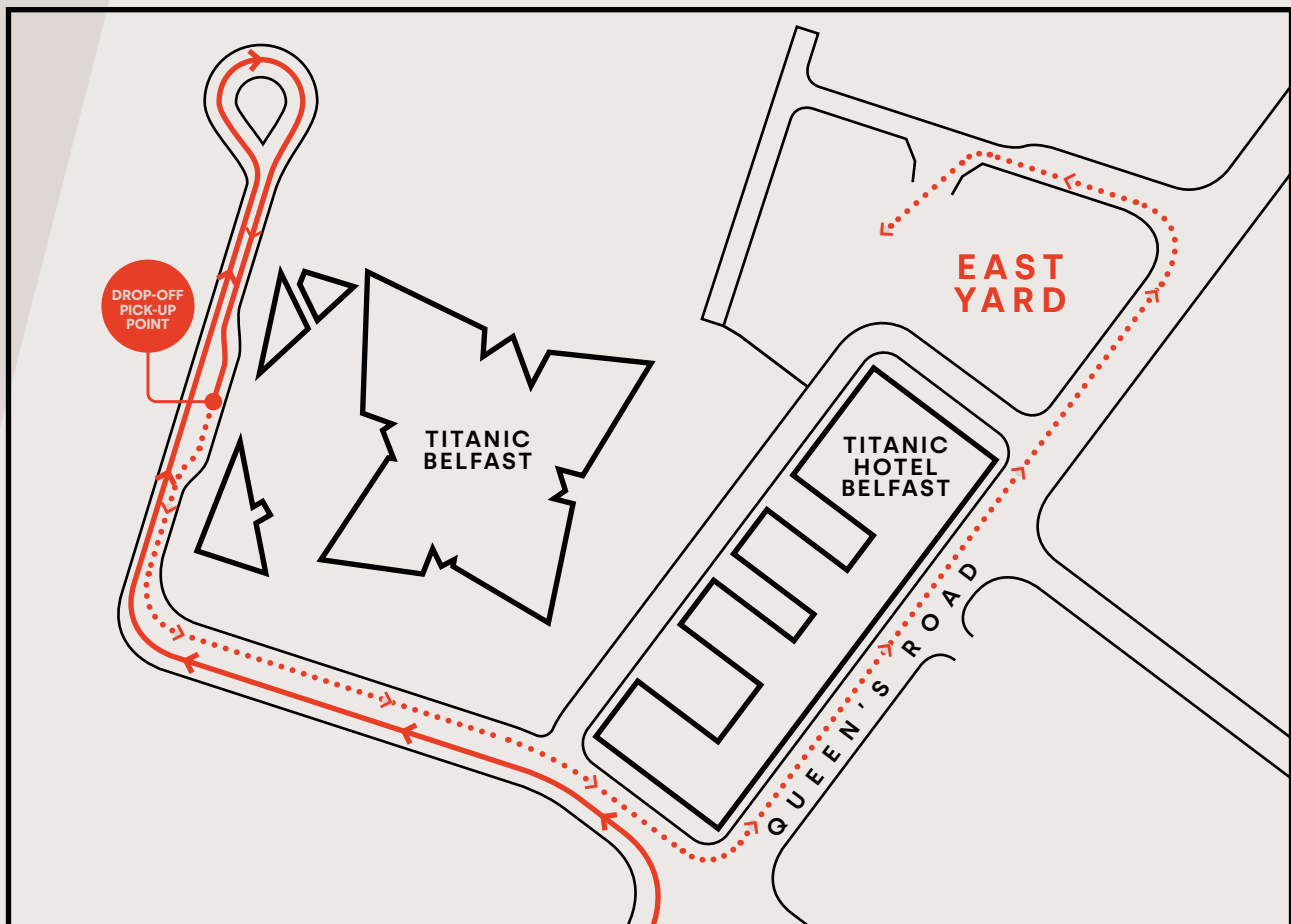 DROP-OFF
PICK-UP
POINT
EAST
YARD
TITANIC
BELFAST
TITANIC
HOTEL
BELFAST
QUEEN'S ROAD